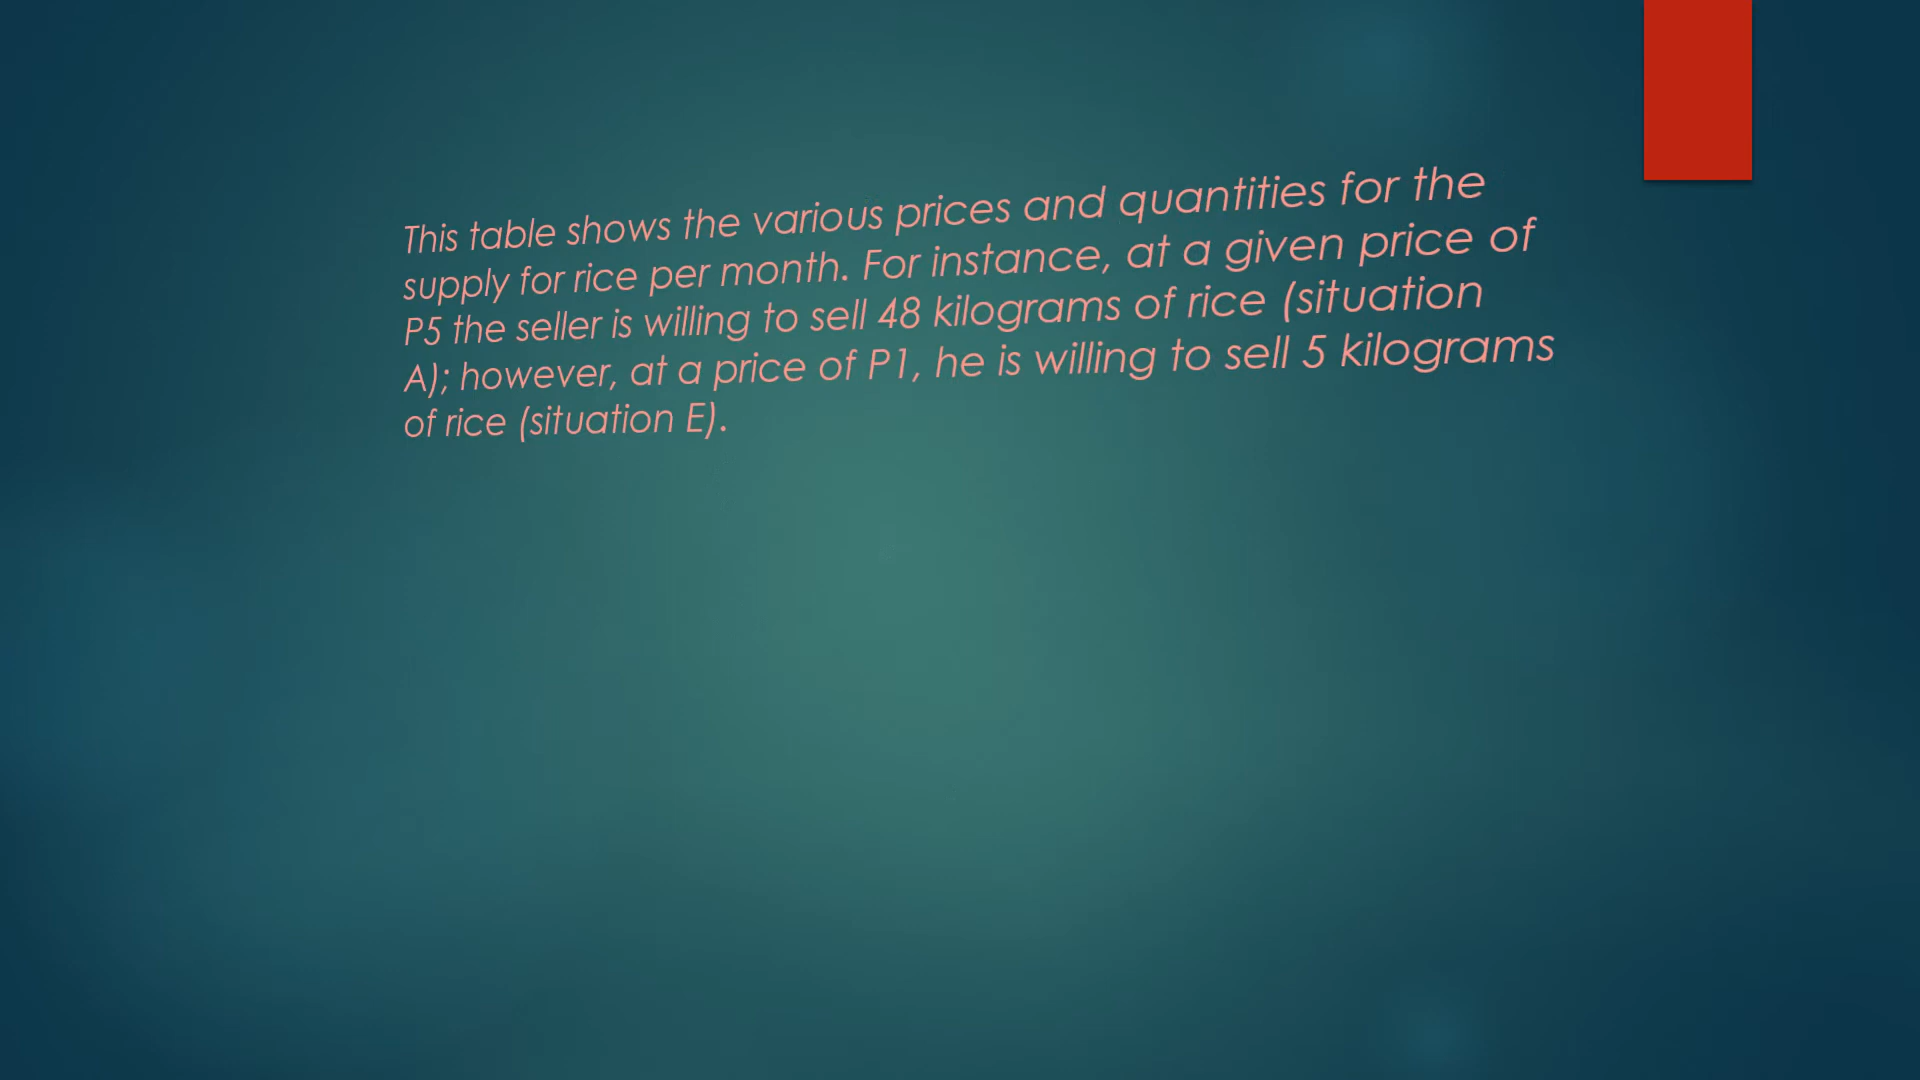 This table shows the various prices and quantities for the
supply for rice per month. For instance, at a given price of
P5 the seller is willing to sell 48 kilograms of rice (situation
A); however, at a price of P1, he is willing to sell 5 kilograms
of rice (situation E).